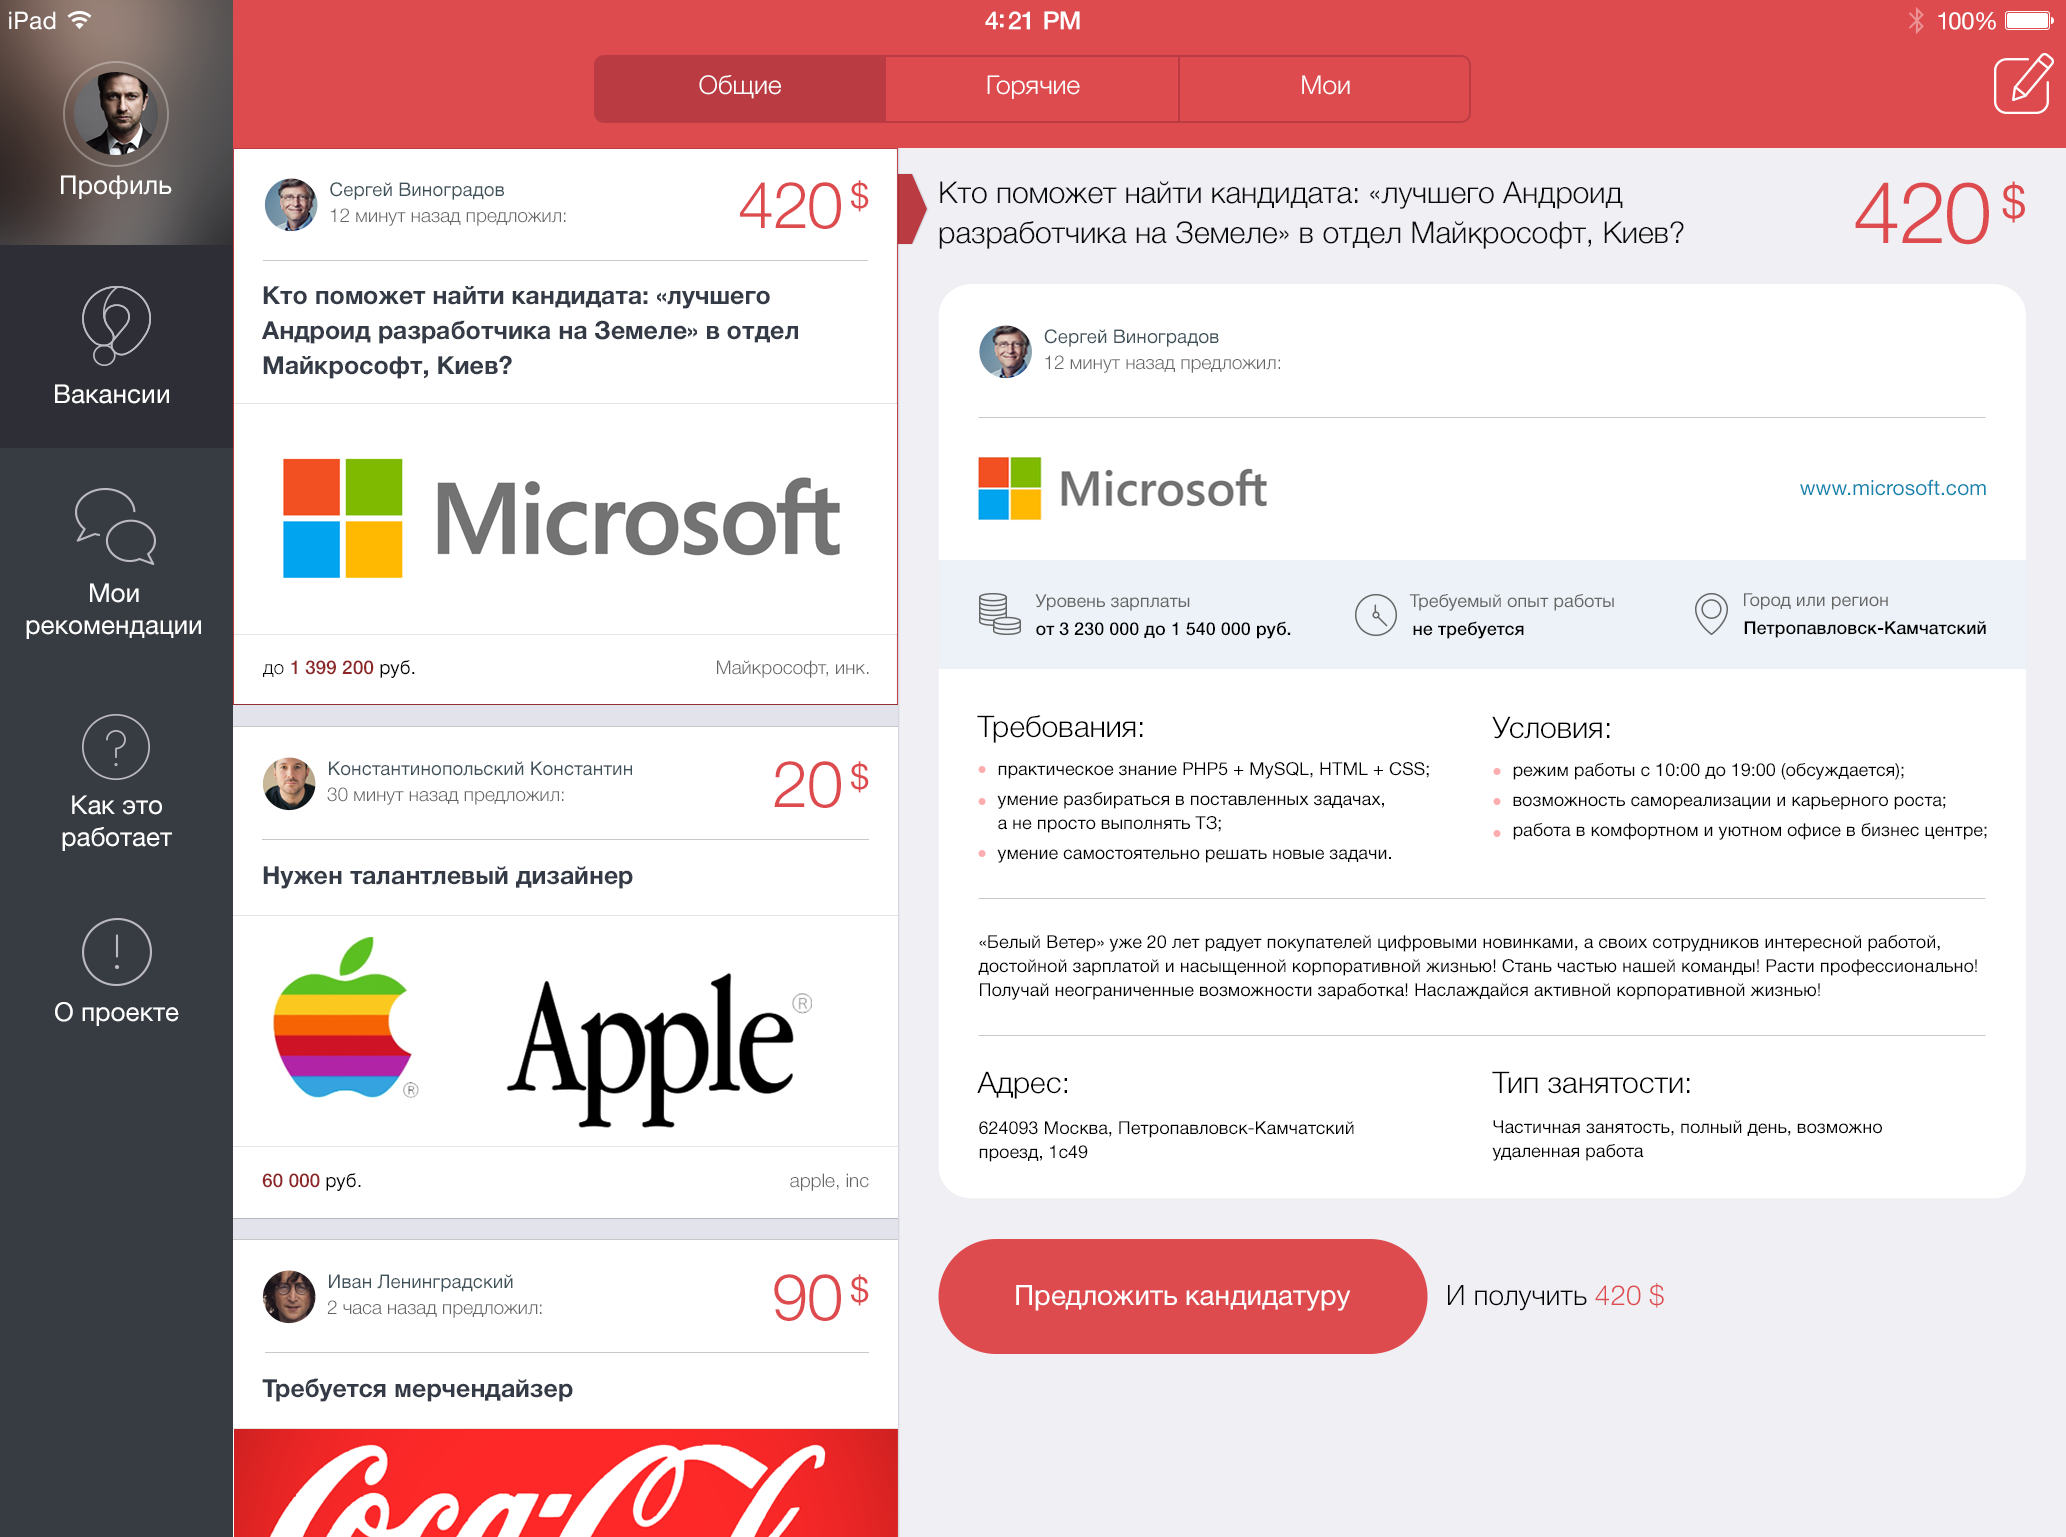 iPad
4:21 PM
100%
Профиль
Вакансии
Мои
рекомендации
Как это
работает
О проекте
Общие
Горячие
Мои
Сергей Виноградов
12 минут назад предложил:
420 $
Кто поможет найти кандидата: «лучшего
Андроид разработчика на Земеле» в отдел
Майкрософт, Киев?
Microsoft
до 1 399 200 руб.
Майкрософт, инк.
Константинопольский Константин
30 минут назад предложил:
20 $
Нужен талантлевый дизайнер
Apple ®
®
60 000 руб.
apple, inc
Иван Ленинградский
2 часа назад предложил:
90 $
Требуется мерчендайзер
Coca-C
Кто поможет найти кандидата: «лучшего Андроид
разработчика на Земеле» в отдел Майкрософт, Киев?
420 $
Сергей Виноградов
12 минут назад предложил:
Microsoft
www.microsoft.com
Уровень зарплаты
от 3 230 000 до 1 540 000 руб.
Требуемый опыт работы
не требуется
Город или регион
Петропавловск-Камчатский
Требования:
практическое знание PHP5 + MySQL, HTML + CSS;
умение разбираться в поставленных задачах,
а не просто выполнять ТЗ;
умение самостоятельно решать новые задачи.
Условия:
режим работы с 10:00 до 19:00 (обсуждается);
возможность самореализации и карьерного роста;
работа в комфортном и уютном офисе в бизнес центре;
«Белый Ветер» уже 20 лет радует покупателей цифровыми новинками, а своих сотрудников интересной работой,
достойной зарплатой и насыщенной корпоративной жизнью! Стань частью нашей команды! Расти профессионально!
Получай неограниченные возможности заработка! Наслаждайся активной корпоративной жизнью!
Адрес:
624093 Москва, Петропавловск-Камчатский
проезд, 1с49
Тип занятости:
Частичная занятость, полный день, возможно
удаленная работа
Предложить кандидатуру
И получить 420 $